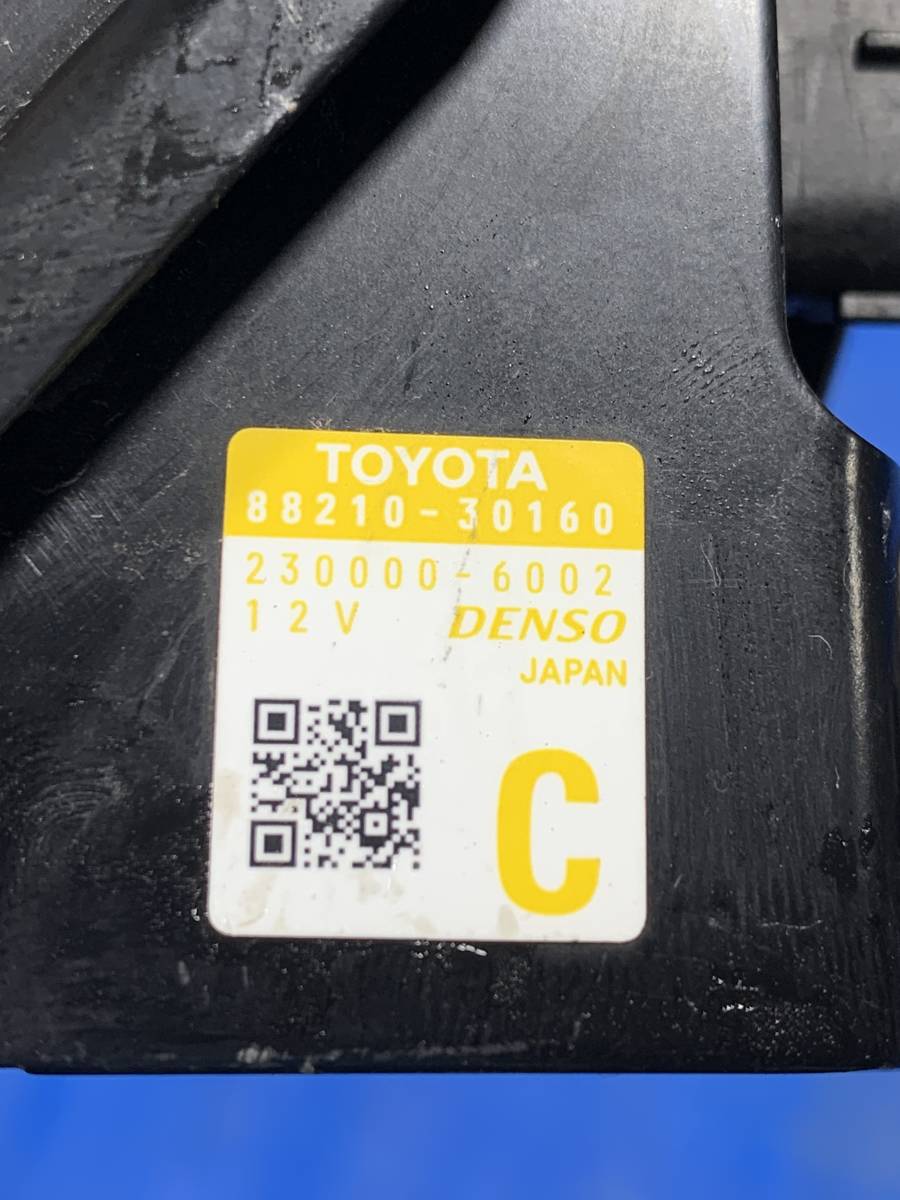 TOYOTA
88210-30160
230000-6002
12V DENSO
JAPAN
C